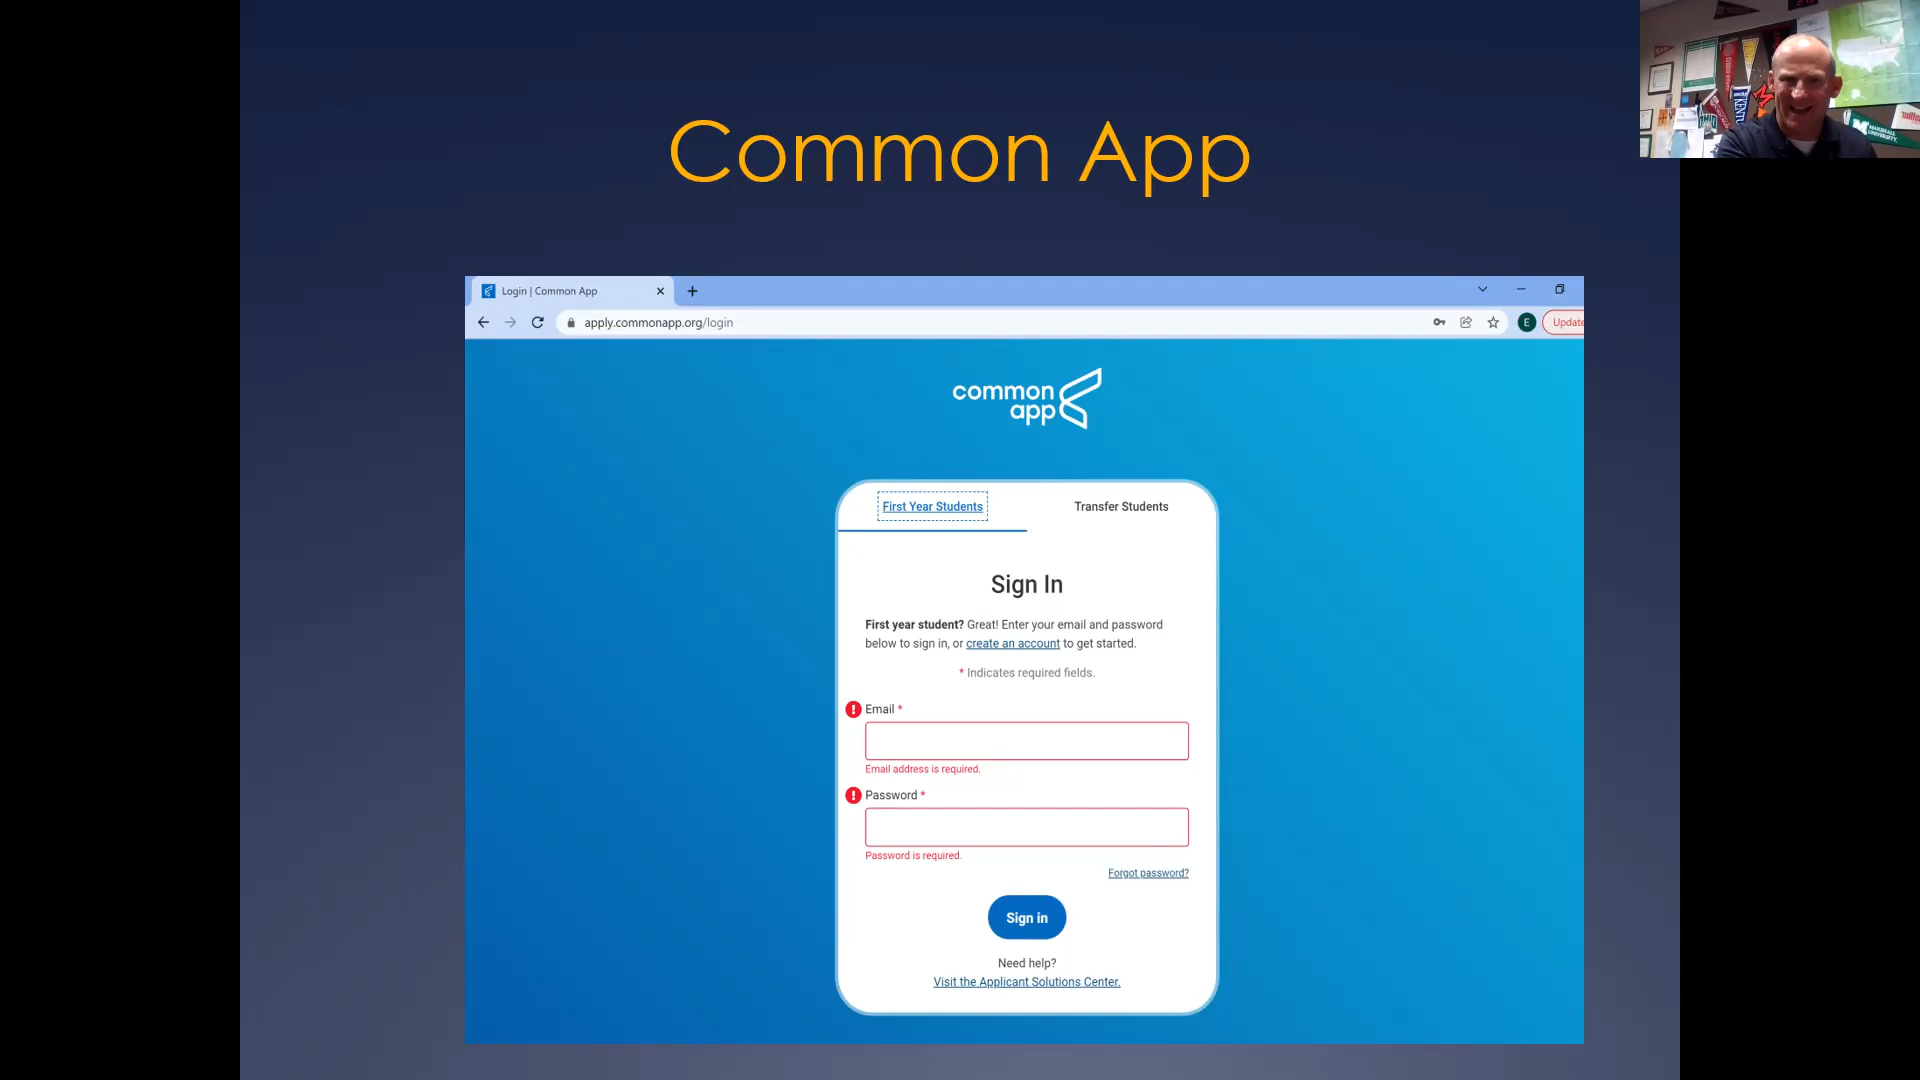 Common App
Login | Common App
apply.commonapp.org/login
E
Update
common
app
First Year Students
Transfer Students
Sign In
First year student? Great! Enter your email and password
below to sign in, or create an account to get started.
* Indicates required fields.
! Email *
Email address is required.
! Password *
Password is required.
Forgot password?
Sign in
Need help?
Visit the Applicant Solutions Center.
MARSHALL
UNIVERSITY